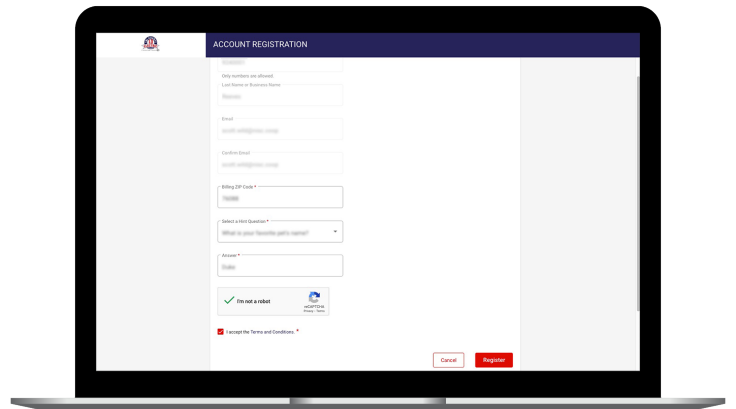 ACCOUNT REGISTRATION
Only numbers are allowed
Last Name or Business Name
Email
Confirm Email
Billing ZIP Code *
Select a Hint Question *
What is your favorite pet's name?
Answer *
I'm not a robot
reCAPTCHA
Privacy - Terms
I accept the Terms and Conditions. *
Cancel
Register